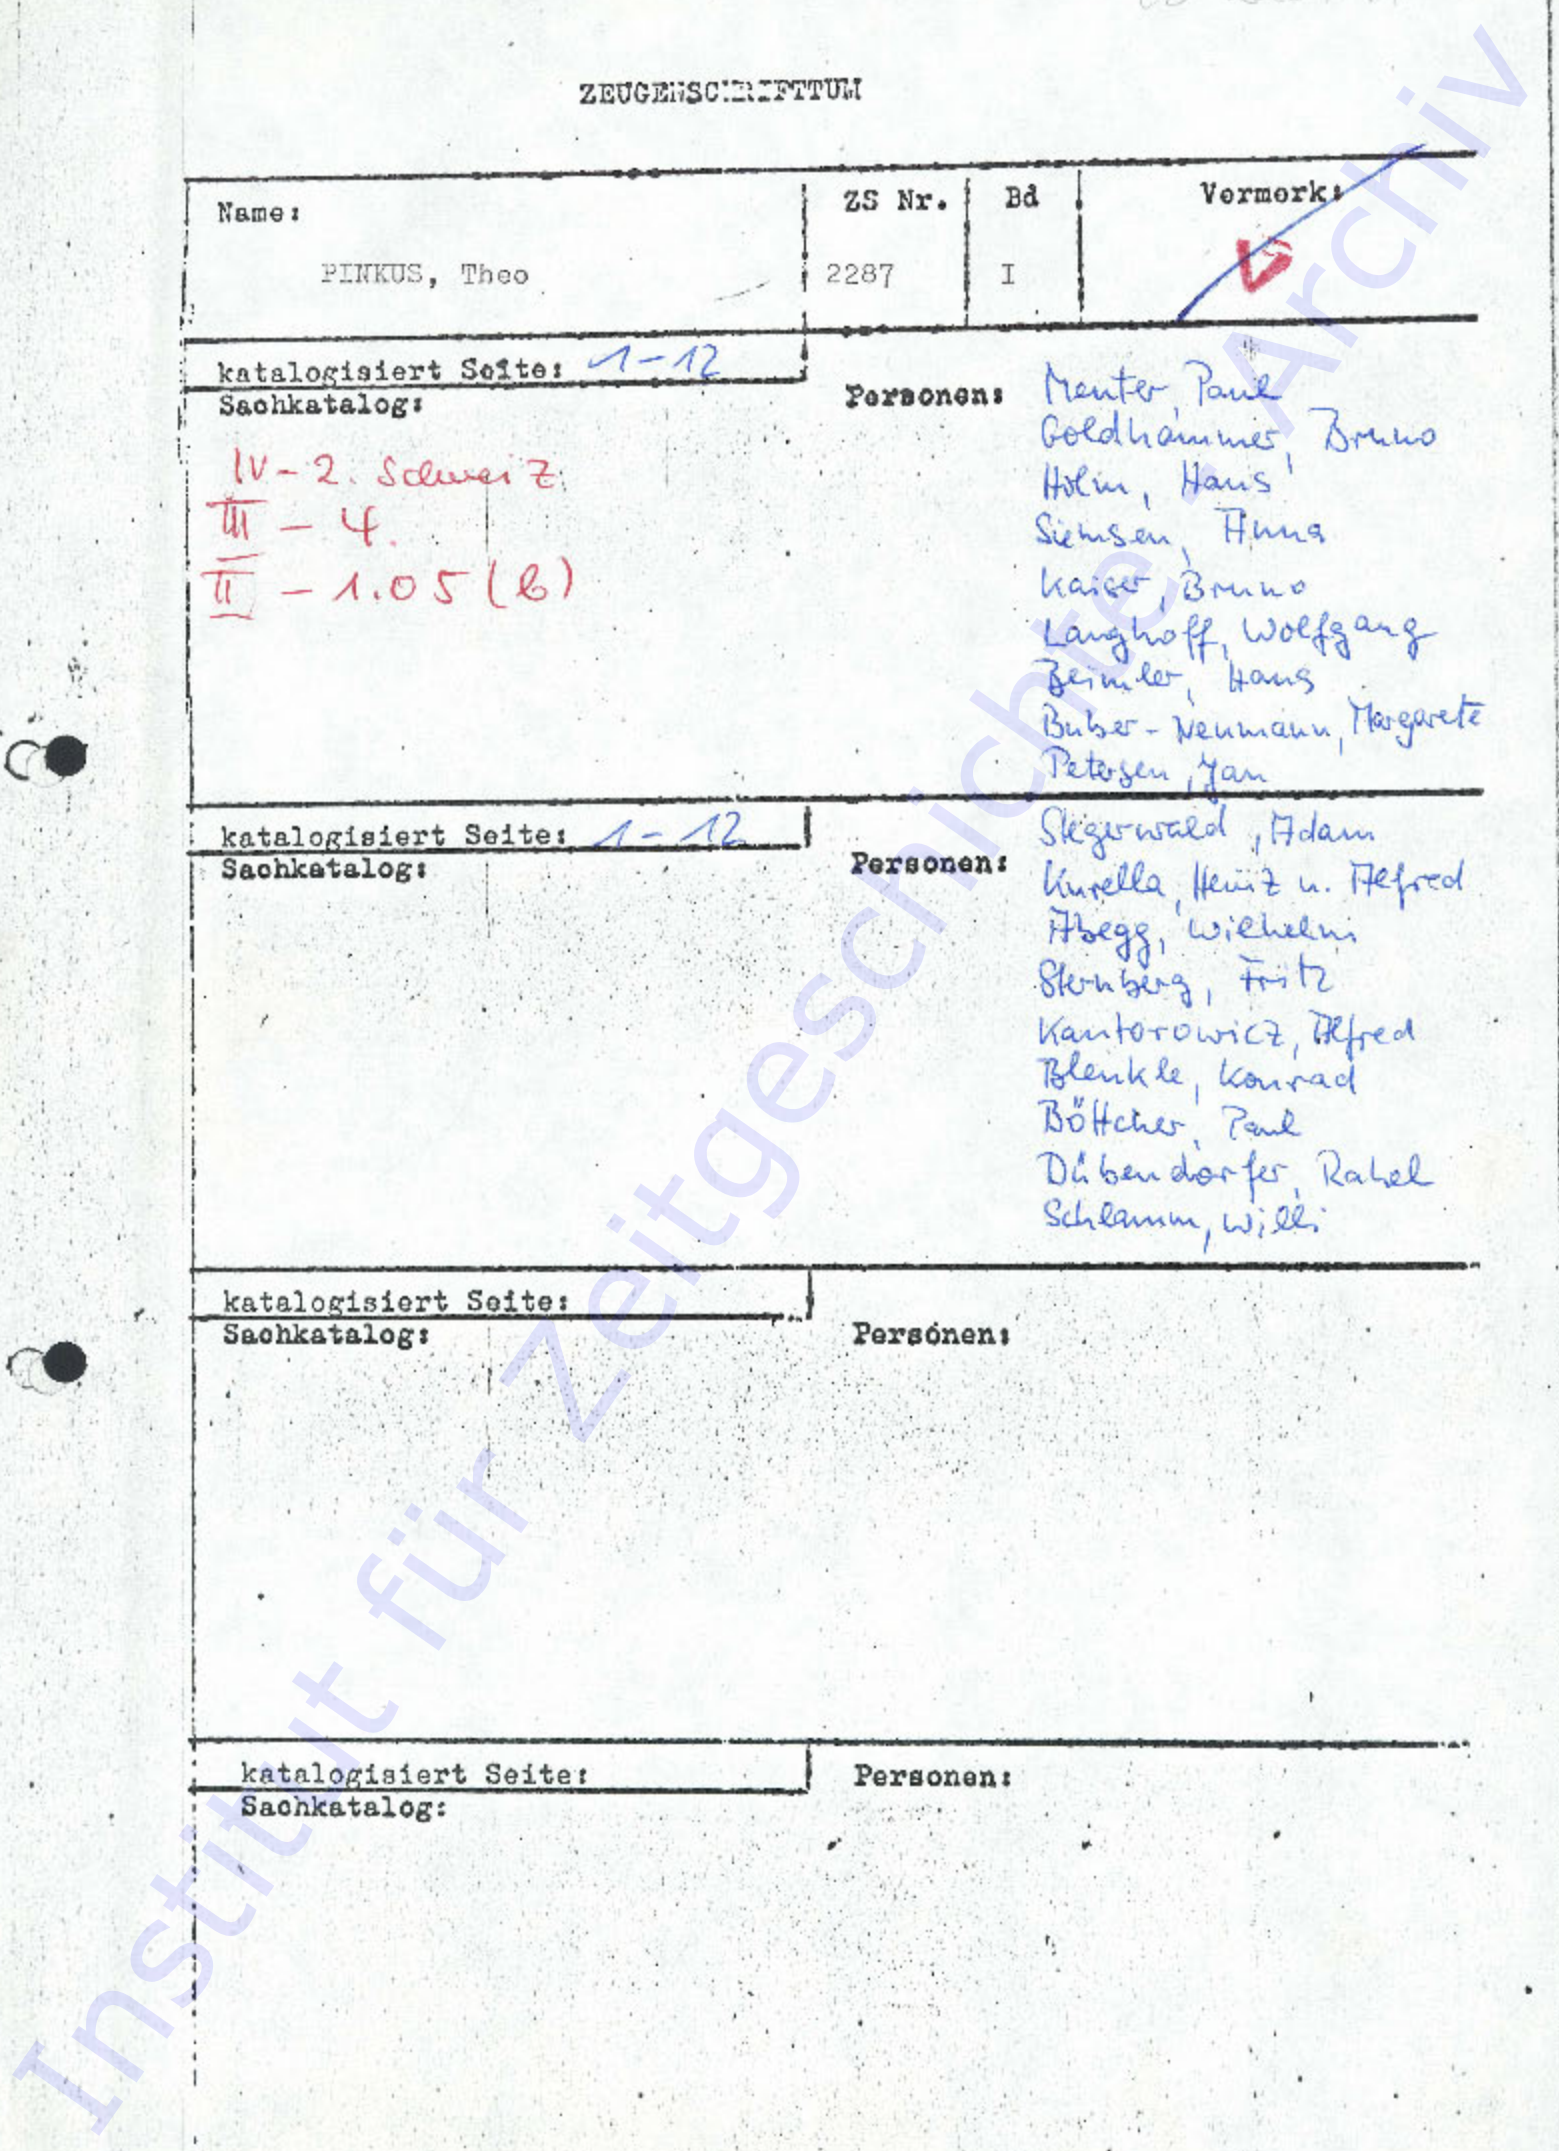 ZEUGENSCHRIFTTUM
Name:
ZS Nr.
Bd
Vermerk:
PINKUS, Theo
2287
I
katalogisiert Seite: 1-12
Sachkatalog:
IV - 2. Schweiz
III - 4.
II - 1.05 (b)
Personen:
Menter, Paul
Goldhammer, Bruno
Holm, Hans
Siemsen, Anna
Kaiser, Bruno
Langhoff, Wolfgang
Beimler, Hans
Buber-Neumann, Margarete
Petersen, Jan
katalogisiert Seite: 1-12
Sachkatalog:
Personen:
Stegerwald, Adam
Kurella, Heinz u. Alfred
Abegg, Wilhelm
Sternberg, Fritz
Kantorowicz, Alfred
Blenkle, Konrad
Böttcher, Paul
Dübendorfer, Rahel
Schlamm, Willi
katalogisiert Seite:
Sachkatalog:
Personen:
katalogisiert Seite:
Sachkatalog:
Personen:
Institut für Zeitgeschichte - Archiv